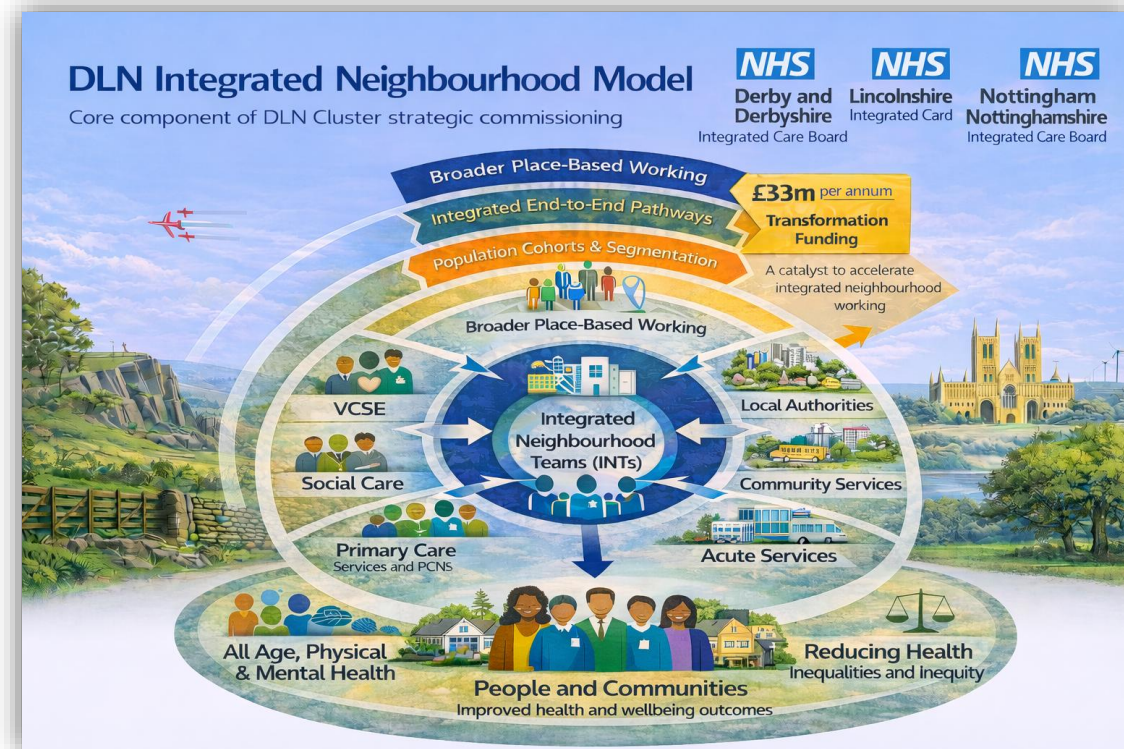 DLN Integrated Neighbourhood Model
Core component of DLN Cluster strategic commissioning
NHS
Derby and
Derbyshire
Integrated Care Board
NHS
Lincolnshire
Integrated Card
NHS
Nottingham
Nottinghamshire
Integrated Care Board
Broader Place-Based Working
Integrated End-to-End Pathways
Population Cohorts & Segmentation
£33m per annum
Transformation
Funding
A catalyst to accelerate
integrated neighbourhood
working
Broader Place-Based Working
VCSE
Social Care
Primary Care
Services and PCNS
Integrated
Neighbourhood
Teams (INTs)
Local Authorities
Community Services
Acute Services
All Age, Physical
& Mental Health
People and Communities
Improved health and wellbeing outcomes
Reducing Health
Inequalities and Inequity